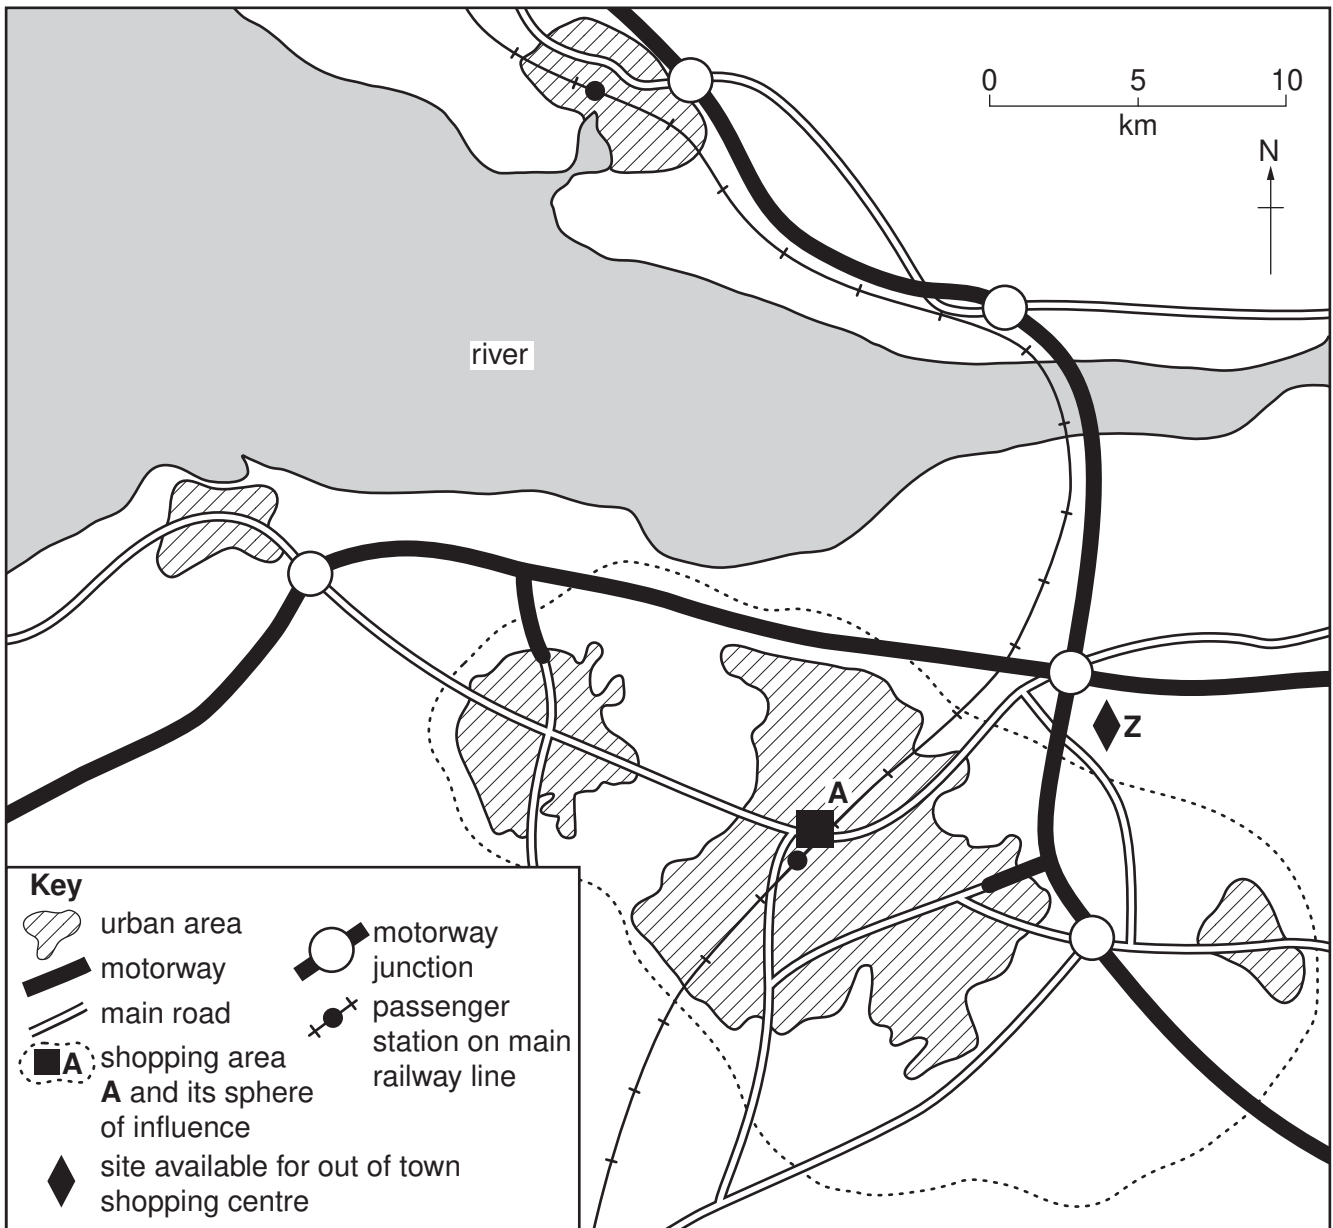 0 5 10
km
N
river
Z
A
Key
urban area
motorway
main road
A shopping area
A and its sphere
of influence
site available for out of town
shopping centre
motorway
junction
passenger
station on main
railway line